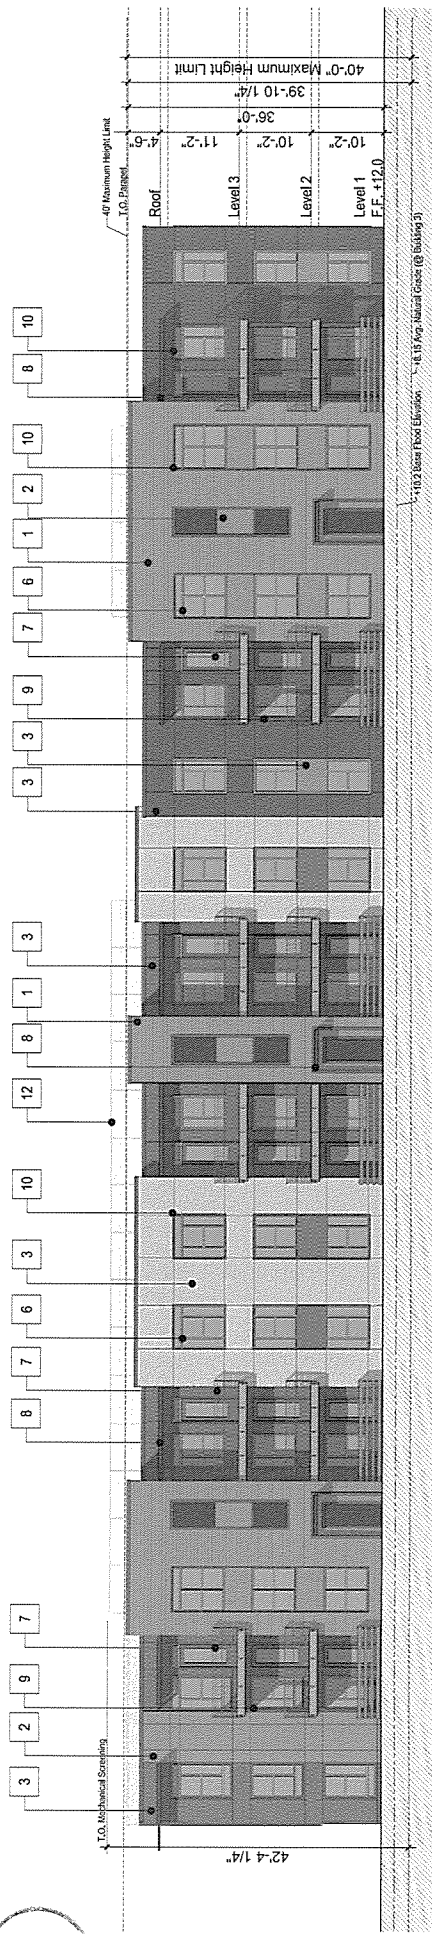 3
2
9
7
8
7
6
3
10
12
8
1
3
3
3
9
7
6
1
2
10
8
10
T.O. Mechanical Screening
42'-4 1/4"
40' Maximum Height Limit
T.O. Parapet
Roof
Level 3
Level 2
Level 1
F.F. +12.0
4'-6"
11'-2"
10'-2"
10'-2"
36'-0"
39'-10 1/4"
40'-0" Maximum Height Limit
+10.2 Base Flood Elevation
+8.15 Avg. Natural Grade (@ Building 3)